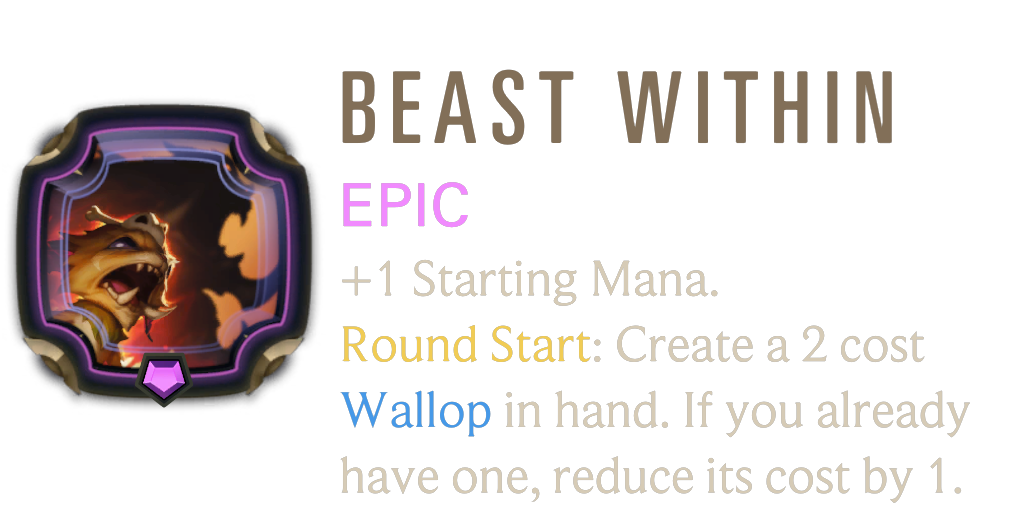 BEAST WITHIN
EPIC
+1 Starting Mana.
Round Start: Create a 2 cost
Wallop in hand. If you already
have one, reduce its cost by 1.